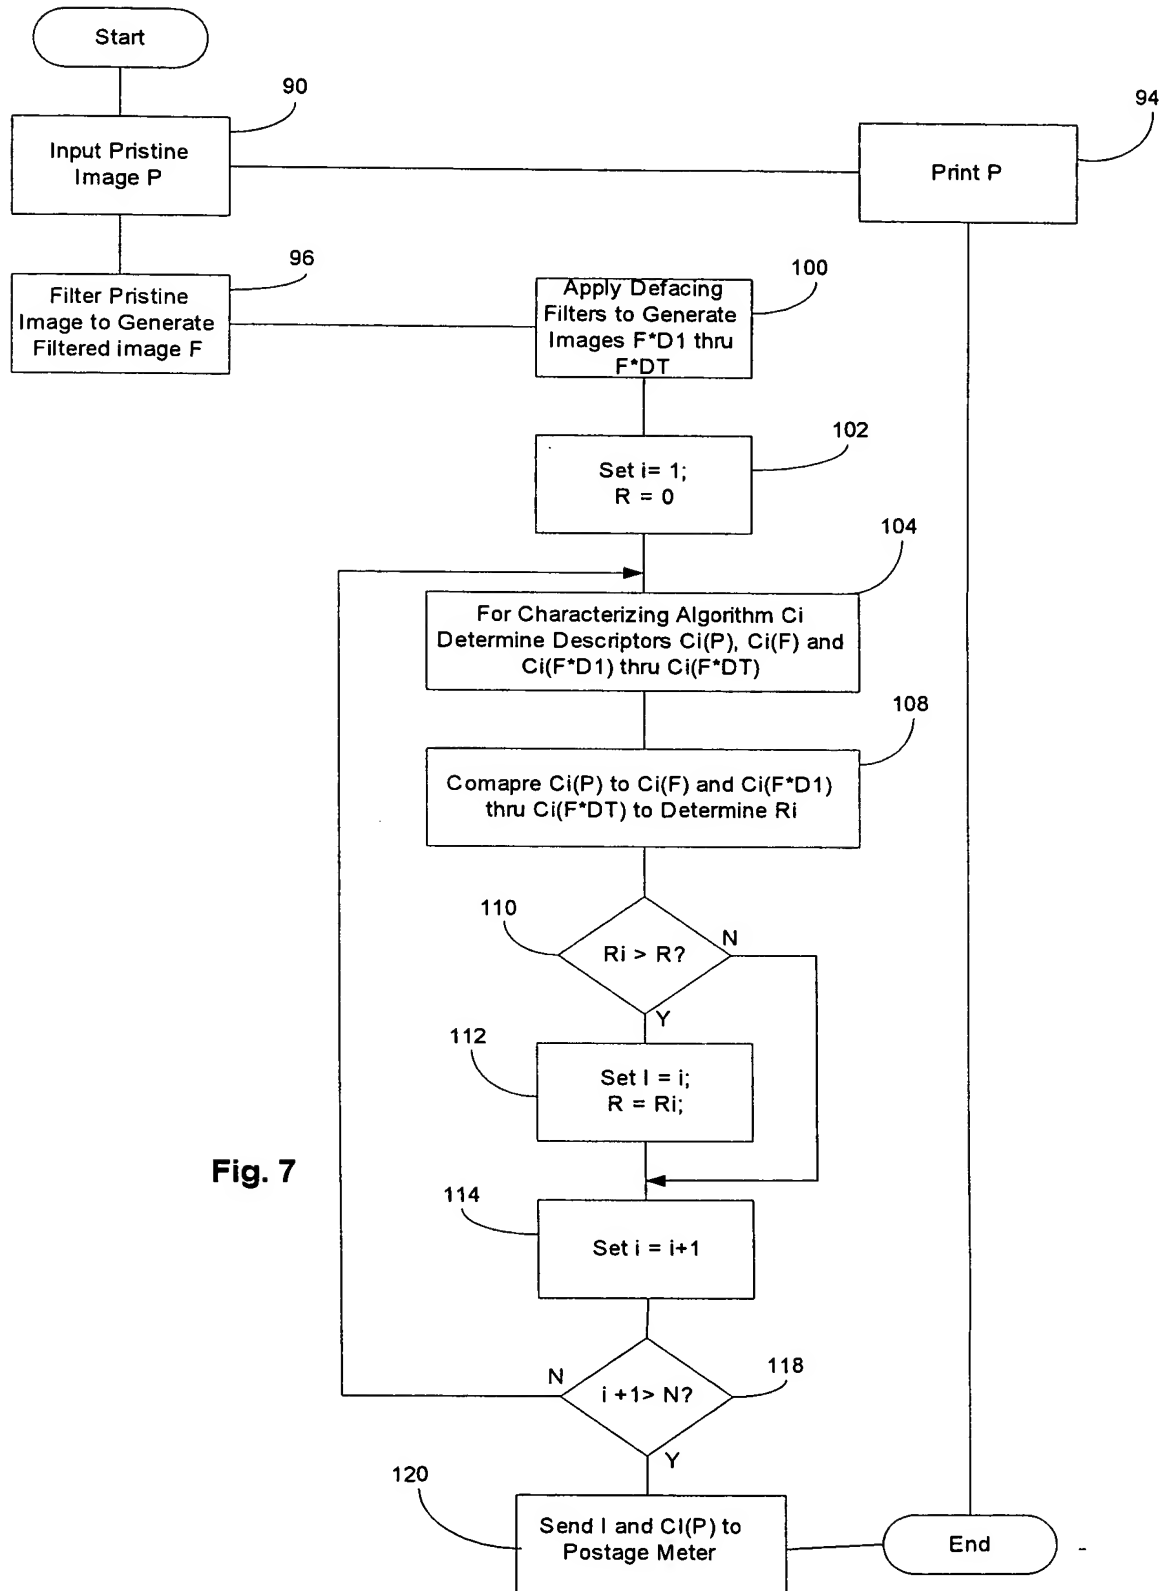 Start
90
94
Input Pristine
Image P
Print P
96
Filter Pristine
Image to Generate
Filtered image F
100
Apply Defacing
Filters to Generate
Images F*D1 thru
F*DT
102
Set i= 1;
R = 0
104
For Characterizing Algorithm Ci
Determine Descriptors Ci(P), Ci(F) and
Ci(F*D1) thru Ci(F*DT)
108
Comapre Ci(P) to Ci(F) and Ci(F*D1)
thru Ci(F*DT) to Determine Ri
110
Ri > R?
N
Y
112
Set I = i;
R = Ri;
Fig. 7
114
Set i = i+1
N
118
i +1> N?
Y
120
Send I and CI(P) to
Postage Meter
End